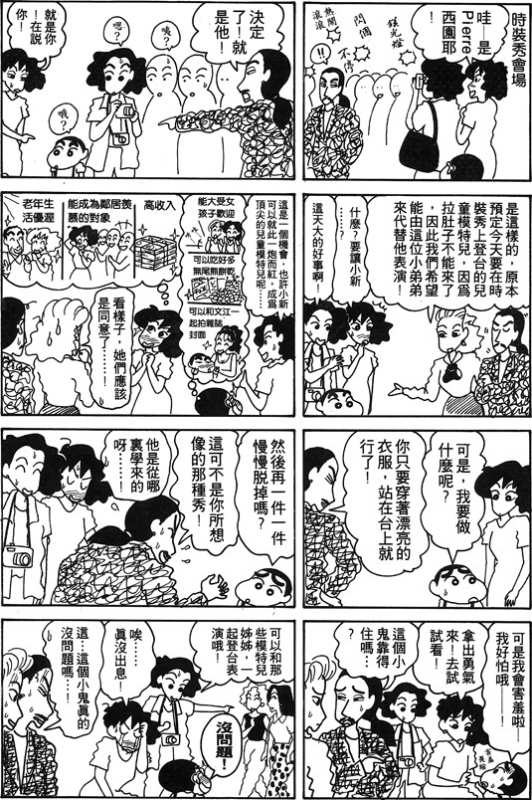 時裝秀會場
哇─是
Pierre
西園耶
！
鎂光燈
閃個
不停
熱鬧
滾滾
!!
決定
了！就
是他！
咦？
嗯？
哦？
就是你
！在說
你！
是這樣的，原本
預定今天要在時
裝秀上登台的兒
童模特兒，因為
拉肚子不能來了
，因此我們希望
能由這位小弟弟
來代替他表演！
什麼？要讓小新
這天大的好事啊！
這是一個機會，也許小新
可以就此一炮而紅，成為
頂尖的兒童模特兒呢！
能大受女
孩子歡迎
可以吃好多
無尾熊餅乾
可以和文江一
起拍雜誌
封面
高收入
能成為鄰居羨
慕的對象
老年生
活優渥
看樣子，她們應該
是同意了……！
可是，我要做
什麼呢？
你只要穿著漂亮的
衣服，站在台上就
行了！
然後再一件一件
慢慢脫掉嗎？
這可不是你所想
像的那種秀！
他是從哪
裏學來的
呀……！
可是我會害羞啦─
我好怕哦……！
拿出勇氣
來！去試
試看！
這個小
鬼靠得
住嗎…
？
可以和那
些模特兒
姊姊，一
起登台表
演哦！
沒問題！
唉……
真沒出息！
這…這個小鬼真的
沒問題嗎…！